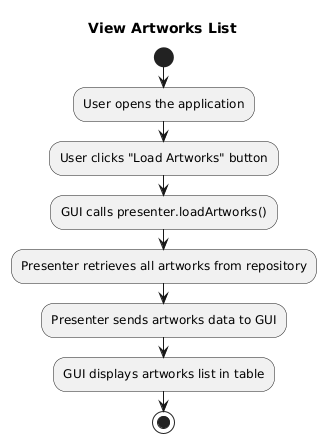 View Artworks List
User opens the application
User clicks "Load Artworks" button
GUI calls presenter.loadArtworks()
Presenter retrieves all artworks from repository
Presenter sends artworks data to GUI
GUI displays artworks list in table